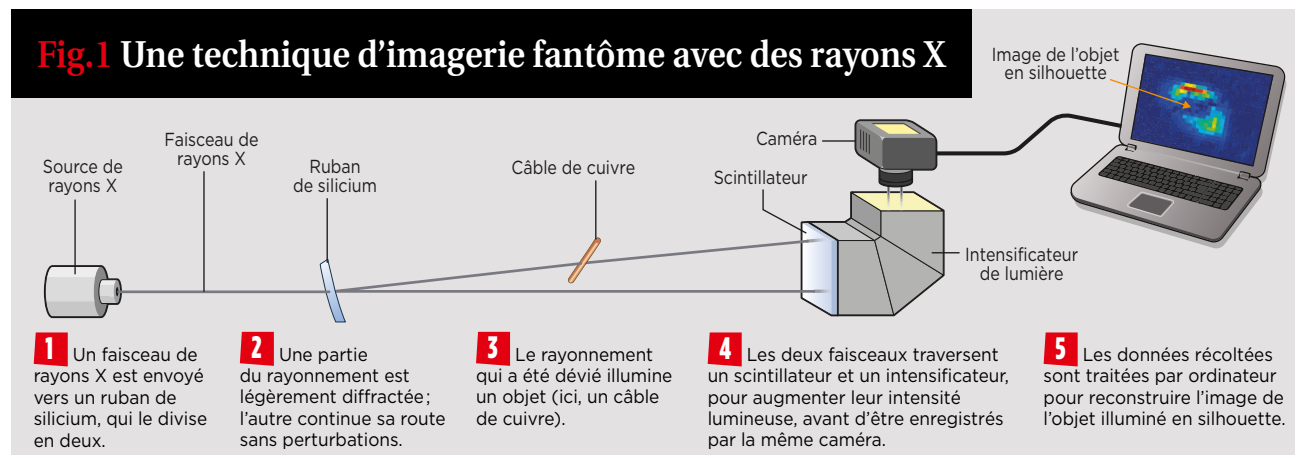 Fig.1 Une technique d’imagerie fantôme avec des rayons X
Image de l’objet
en silhouette
Source de
rayons X
Faisceau de
rayons X
Ruban
de silicium
Câble de cuivre
Caméra
Scintillateur
Intensificateur
de lumière
1 Un faisceau de
rayons X est envoyé
vers un ruban de
silicium, qui le divise
en deux.
2 Une partie
du rayonnement est
légèrement diffractée ;
l’autre continue sa route
sans perturbations.
3 Le rayonnement
qui a été dévié illumine
un objet (ici, un câble
de cuivre).
4 Les deux faisceaux traversent
un scintillateur et un intensificateur,
pour augmenter leur intensité
lumineuse, avant d’être enregistrés
par la même caméra.
5 Les données récoltées
sont traitées par ordinateur
pour reconstruire l’image de
l’objet illuminé en silhouette.